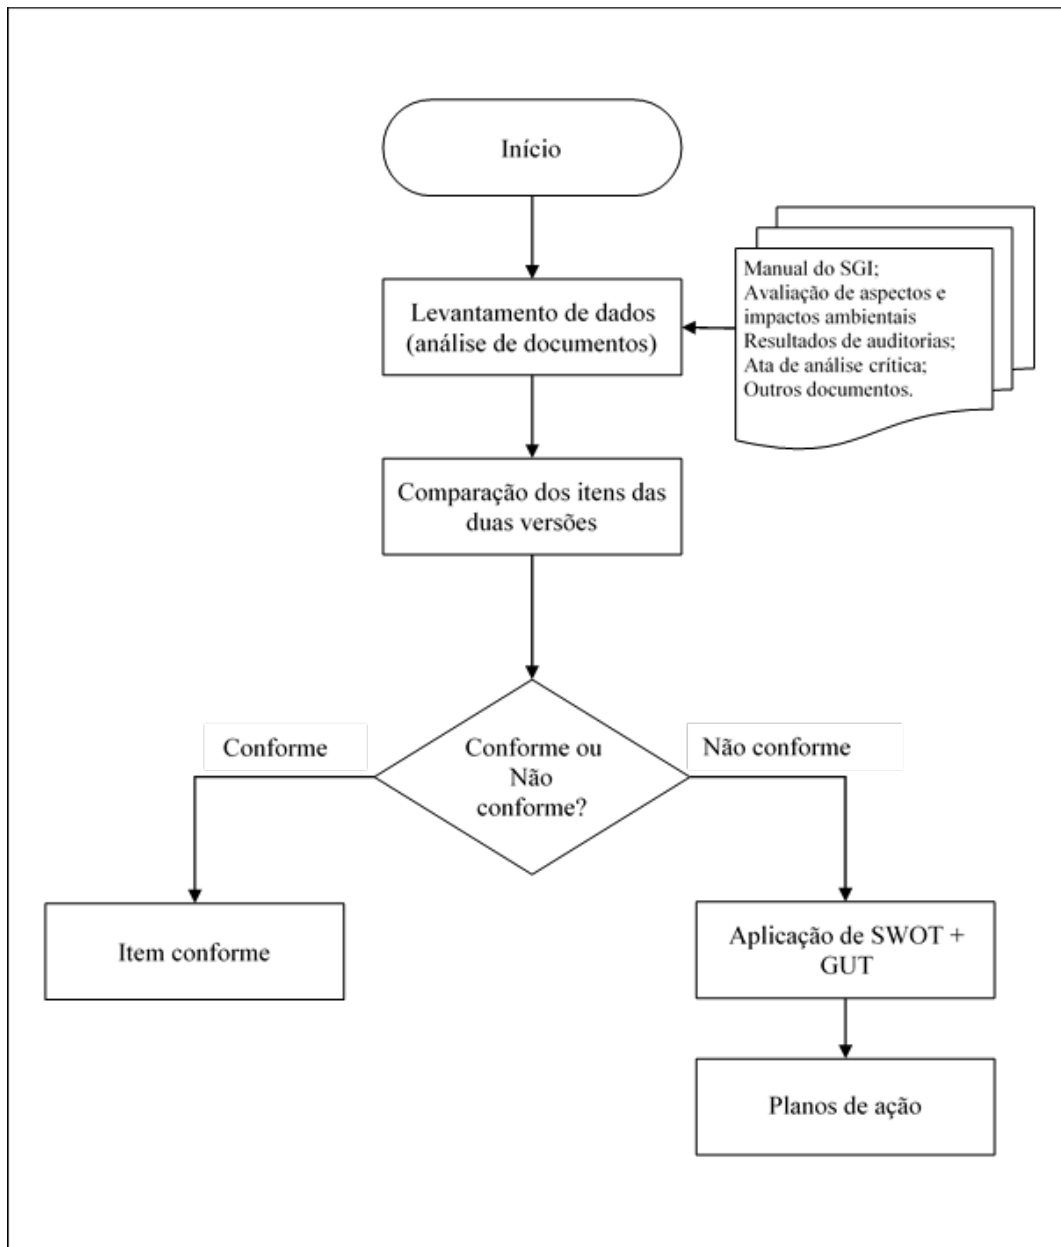 Início
Levantamento de dados
(análise de documentos)
Manual do SGI;
Avaliação de aspectos e
impactos ambientais
Resultados de auditorias;
Ata de análise crítica;
Outros documentos.
Comparação dos itens das
duas versões
Conforme ou
Não
conforme?
Conforme
Não conforme
Item conforme
Aplicação de SWOT +
GUT
Planos de ação